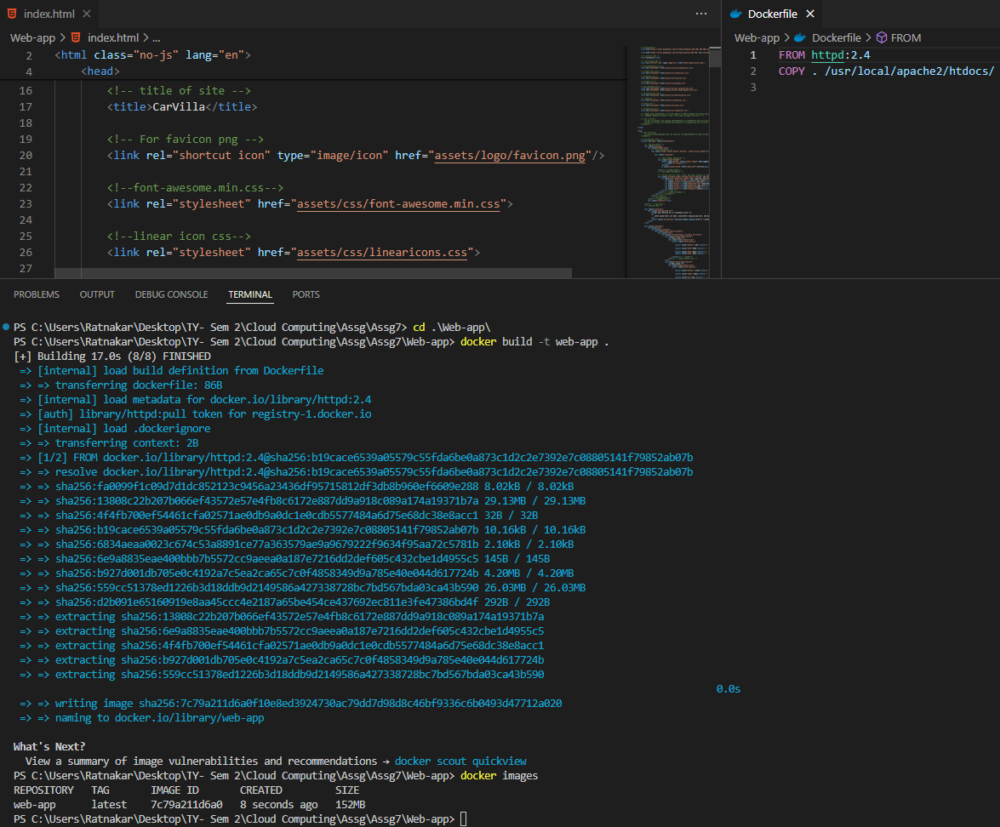 index.html
Web-app > index.html > ...
2 <html class="no-js" lang="en">
4 <head>
16 <!-- title of site -->
17 <title>CarVilla</title>
18
19 <!-- For favicon png -->
20 <link rel="shortcut icon" type="image/icon" href="assets/logo/favicon.png"/>
21
22 <!--font-awesome.min.css-->
23 <link rel="stylesheet" href="assets/css/font-awesome.min.css">
24
25 <!--linear icon css-->
26 <link rel="stylesheet" href="assets/css/linearicons.css">
27
Dockerfile
Web-app > Dockerfile > FROM
1 FROM httpd:2.4
2 COPY . /usr/local/apache2/htdocs/
3
PROBLEMS OUTPUT DEBUG CONSOLE TERMINAL PORTS
PS C:\Users\Ratnakar\Desktop\TY- Sem 2\Cloud Computing\Assg\Assg7> cd .\Web-app\
PS C:\Users\Ratnakar\Desktop\TY- Sem 2\Cloud Computing\Assg\Assg7\Web-app> docker build -t web-app .
[+] Building 17.0s (8/8) FINISHED
=> [internal] load build definition from Dockerfile
=> => transferring dockerfile: 86B
=> [internal] load metadata for docker.io/library/httpd:2.4
=> [auth] library/httpd:pull token for registry-1.docker.io
=> [internal] load .dockerignore
=> => transferring context: 2B
=> [1/2] FROM docker.io/library/httpd:2.4@sha256:b19cace6539a05579c55fda6be0a873c1d2c2e7392e7c08805141f79852ab07b
=> => resolve docker.io/library/httpd:2.4@sha256:b19cace6539a05579c55fda6be0a873c1d2c2e7392e7c08805141f79852ab07b
=> => sha256:fa0099f1c09d7d1dc852123c9456a23436df95715812df3db8b960ef6609e288 8.02kB / 8.02kB
=> => sha256:13808c22b207b066ef43572e57e4fb8c6172e887dd9a918c089a174a19371b7a 29.13MB / 29.13MB
=> => sha256:4f4fb700ef54461cfa02571ae0db9a0dc1e0cdb5577484a6d75e68dc38e8acc1 32B / 32B
=> => sha256:b19cace6539a05579c55fda6be0a873c1d2c2e7392e7c08805141f79852ab07b 10.16kB / 10.16kB
=> => sha256:6834aeaa0023c674c53a8891ce77a363579ae9a9679222f9634f95aa72c5781b 2.10kB / 2.10kB
=> => sha256:6e9a8835eae400bbb7b5572cc9aeea0a187e7216dd2def605c432cbe1d4955c5 145B / 145B
=> => sha256:b927d001db705e0c4192a7c5ea2ca65c7c0f4858349d9a785e40e044d617724b 4.20MB / 4.20MB
=> => sha256:559cc51378ed1226b3d18ddb9d2149586a427338728bc7bd567bda03ca43b590 26.03MB / 26.03MB
=> => sha256:d2b091e65160919e8aa45ccc4e2187a65be454ce437692ec811e3fe47386bd4f 292B / 292B
=> => extracting sha256:13808c22b207b066ef43572e57e4fb8c6172e887dd9a918c089a174a19371b7a
=> => extracting sha256:6e9a8835eae400bbb7b5572cc9aeea0a187e7216dd2def605c432cbe1d4955c5
=> => extracting sha256:4f4fb700ef54461cfa02571ae0db9a0dc1e0cdb5577484a6d75e68dc38e8acc1
=> => extracting sha256:b927d001db705e0c4192a7c5ea2ca65c7c0f4858349d9a785e40e044d617724b
=> => extracting sha256:559cc51378ed1226b3d18ddb9d2149586a427338728bc7bd567bda03ca43b590
0.0s
=> => writing image sha256:7c79a211d6a0f10e8ed3924730ac79dd7d98d8c46bf9336c6b0493d47712a020
=> => naming to docker.io/library/web-app
What's Next?
View a summary of image vulnerabilities and recommendations → docker scout quickview
PS C:\Users\Ratnakar\Desktop\TY- Sem 2\Cloud Computing\Assg\Assg7\Web-app> docker images
REPOSITORY TAG IMAGE ID CREATED SIZE
web-app latest 7c79a211d6a0 8 seconds ago 152MB
PS C:\Users\Ratnakar\Desktop\TY- Sem 2\Cloud Computing\Assg\Assg7\Web-app>